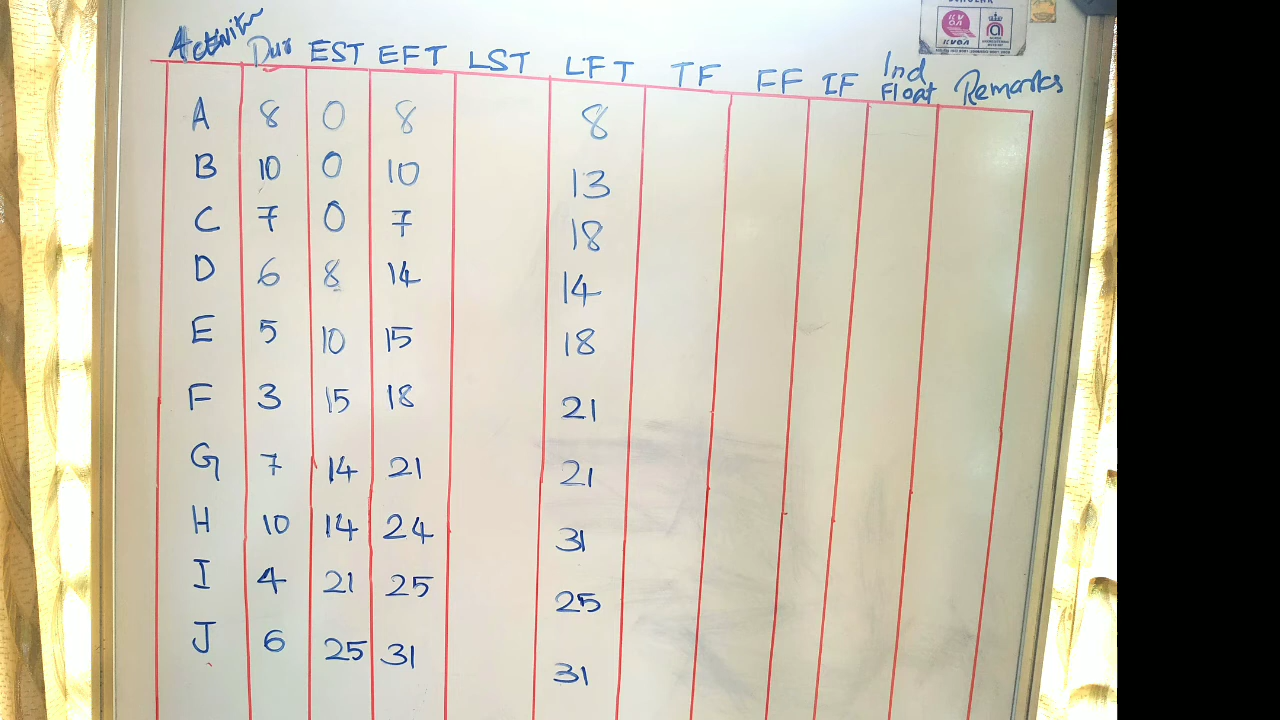 Activity Dur EST EFT LST LFT TF FF IF Ind Float Remarks
A 8 0 8 8
B 10 0 10 13
C 7 0 7 18
D 6 8 14 14
E 5 10 15 18
F 3 15 18 21
G 7 14 21 21
H 10 14 24 31
I 4 21 25 25
J 6 25 31 31